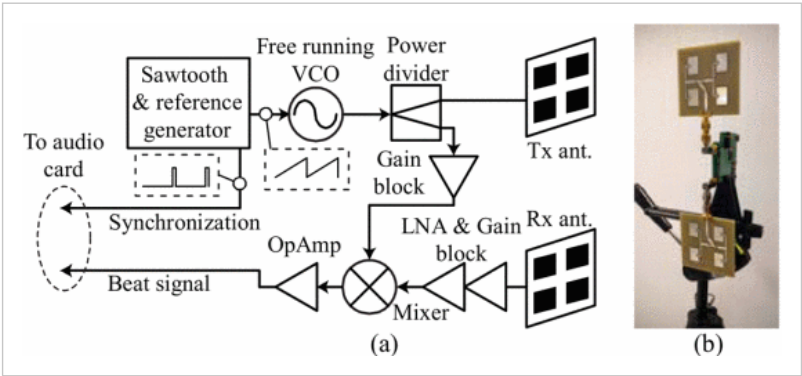 Sawtooth
& reference
generator
Free running
VCO
Power
divider
Tx ant.
Gain
block
To audio
card
Synchronization
OpAmp
LNA & Gain
block
Rx ant.
Beat signal
Mixer
(a)
(b)